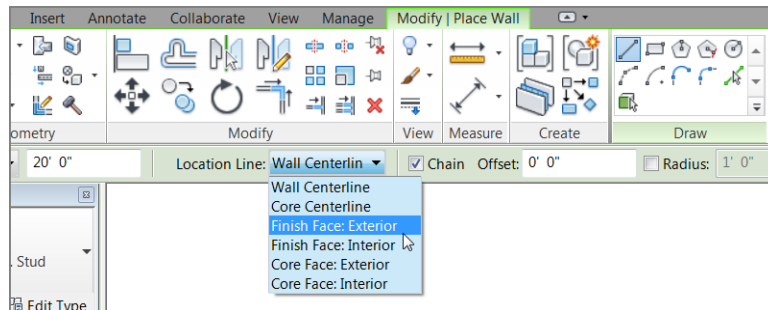 Insert Annotate Collaborate View Manage Modify | Place Wall
ometry Modify View Measure Create Draw
20' 0" Location Line: Wall Centerlin Chain Offset: 0' 0" Radius: 1' 0"
Wall Centerline
Core Centerline
Finish Face: Exterior
Finish Face: Interior
Stud
Core Face: Exterior
Core Face: Interior
Edit Type